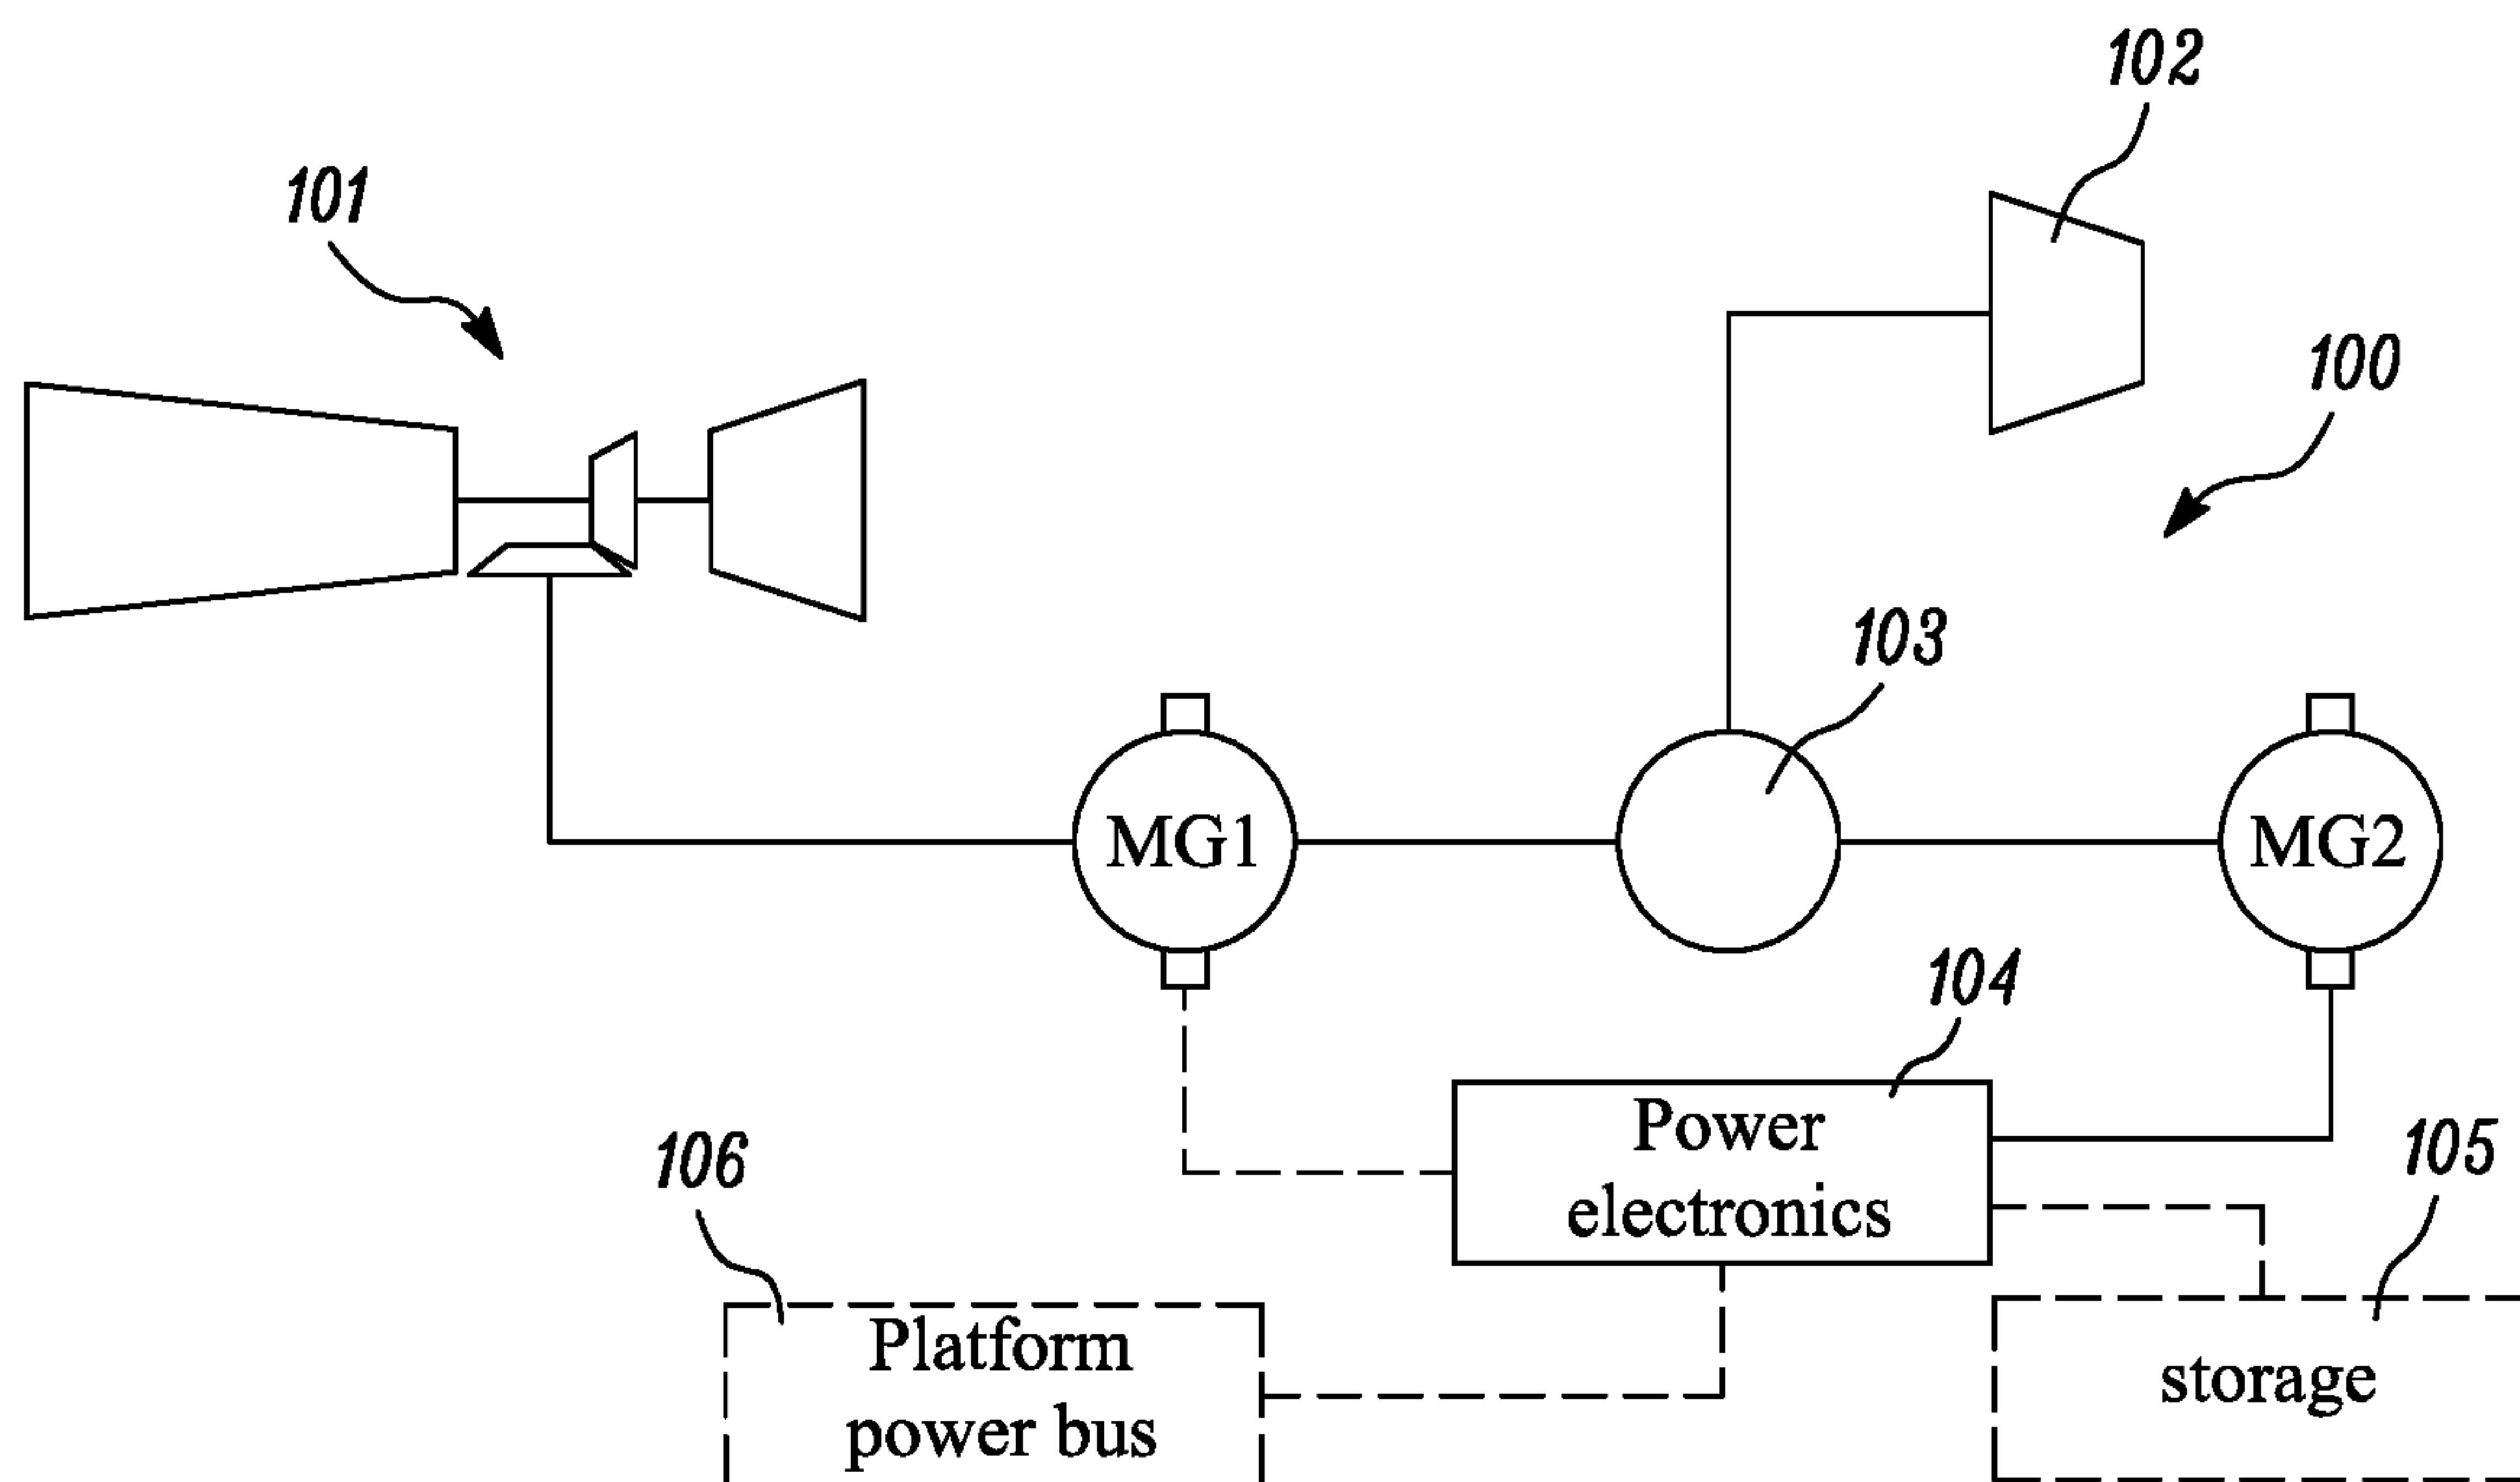 102
101
100
103
MG1
MG2
104
Power
electronics
105
106
Platform
power bus
storage